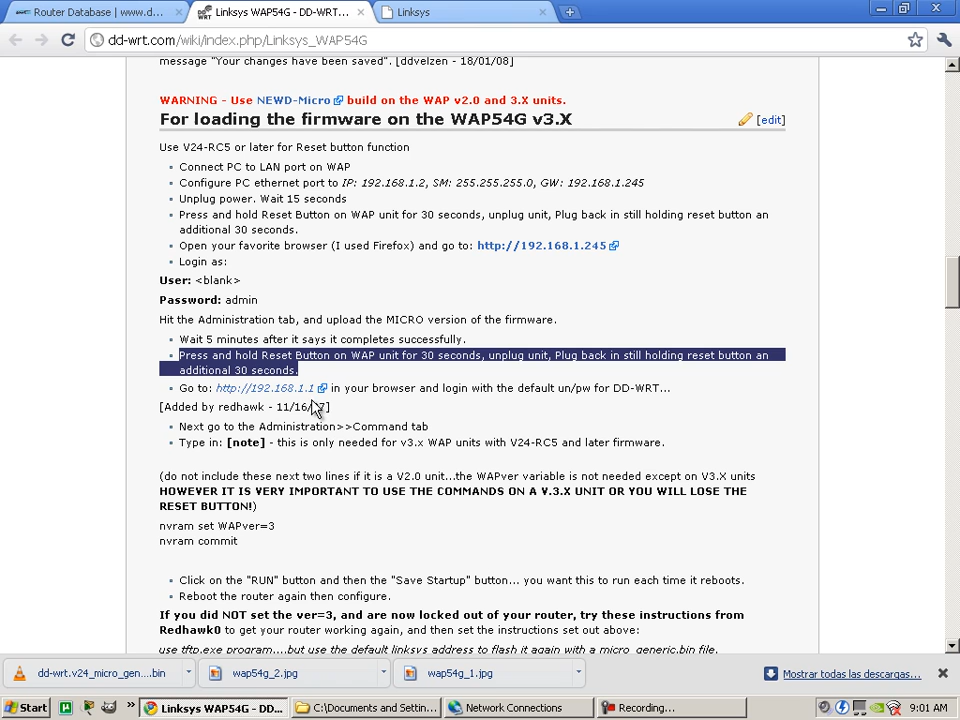 Router Database | www.d...
Linksys WAP54G - DD-WRT...
Linksys
dd-wrt.com/wiki/index.php/Linksys_WAP54G
message "Your changes have been saved". [ddvelzen - 18/01/08]
WARNING - Use NEWD-Micro build on the WAP v2.0 and 3.X units.
For loading the firmware on the WAP54G v3.X
[edit]
Use V24-RC5 or later for Reset button function
Connect PC to LAN port on WAP
Configure PC ethernet port to IP: 192.168.1.2, SM: 255.255.255.0, GW: 192.168.1.245
Unplug power. Wait 15 seconds
Press and hold Reset Button on WAP unit for 30 seconds, unplug unit, Plug back in still holding reset button an
additional 30 seconds.
Open your favorite browser (I used Firefox) and go to: http://192.168.1.245
Login as:
User: <blank>
Password: admin
Hit the Administration tab, and upload the MICRO version of the firmware.
Wait 5 minutes after it says it completes successfully.
Press and hold Reset Button on WAP unit for 30 seconds, unplug unit, Plug back in still holding reset button an
additional 30 seconds.
Go to: http://192.168.1.1 in your browser and login with the default un/pw for DD-WRT...
[Added by redhawk - 11/16/ 7]
Next go to the Administration>>Command tab
Type in: [note] - this is only needed for v3.x WAP units with V24-RC5 and later firmware.
(do not include these next two lines if it is a V2.0 unit...the WAPver variable is not needed except on V3.X units
HOWEVER IT IS VERY IMPORTANT TO USE THE COMMANDS ON A V.3.X UNIT OR YOU WILL LOSE THE
RESET BUTTON!)
nvram set WAPver=3
nvram commit
Click on the "RUN" button and then the "Save Startup" button... you want this to run each time it reboots.
Reboot the router again then configure.
If you did NOT set the ver=3, and are now locked out of your router, try these instructions from
Redhawk0 to get your router working again, and then set the instructions set out above:
use tftp.exe program....but use the default linksys address to flash it again with a micro_generic.bin file.
dd-wrt.v24_micro_gen....bin
wap54g_2.jpg
wap54g_1.jpg
Mostrar todas las descargas...
Start
Linksys WAP54G - DD-...
C:\Documents and Settin...
Network Connections
Recording...
9:01 AM